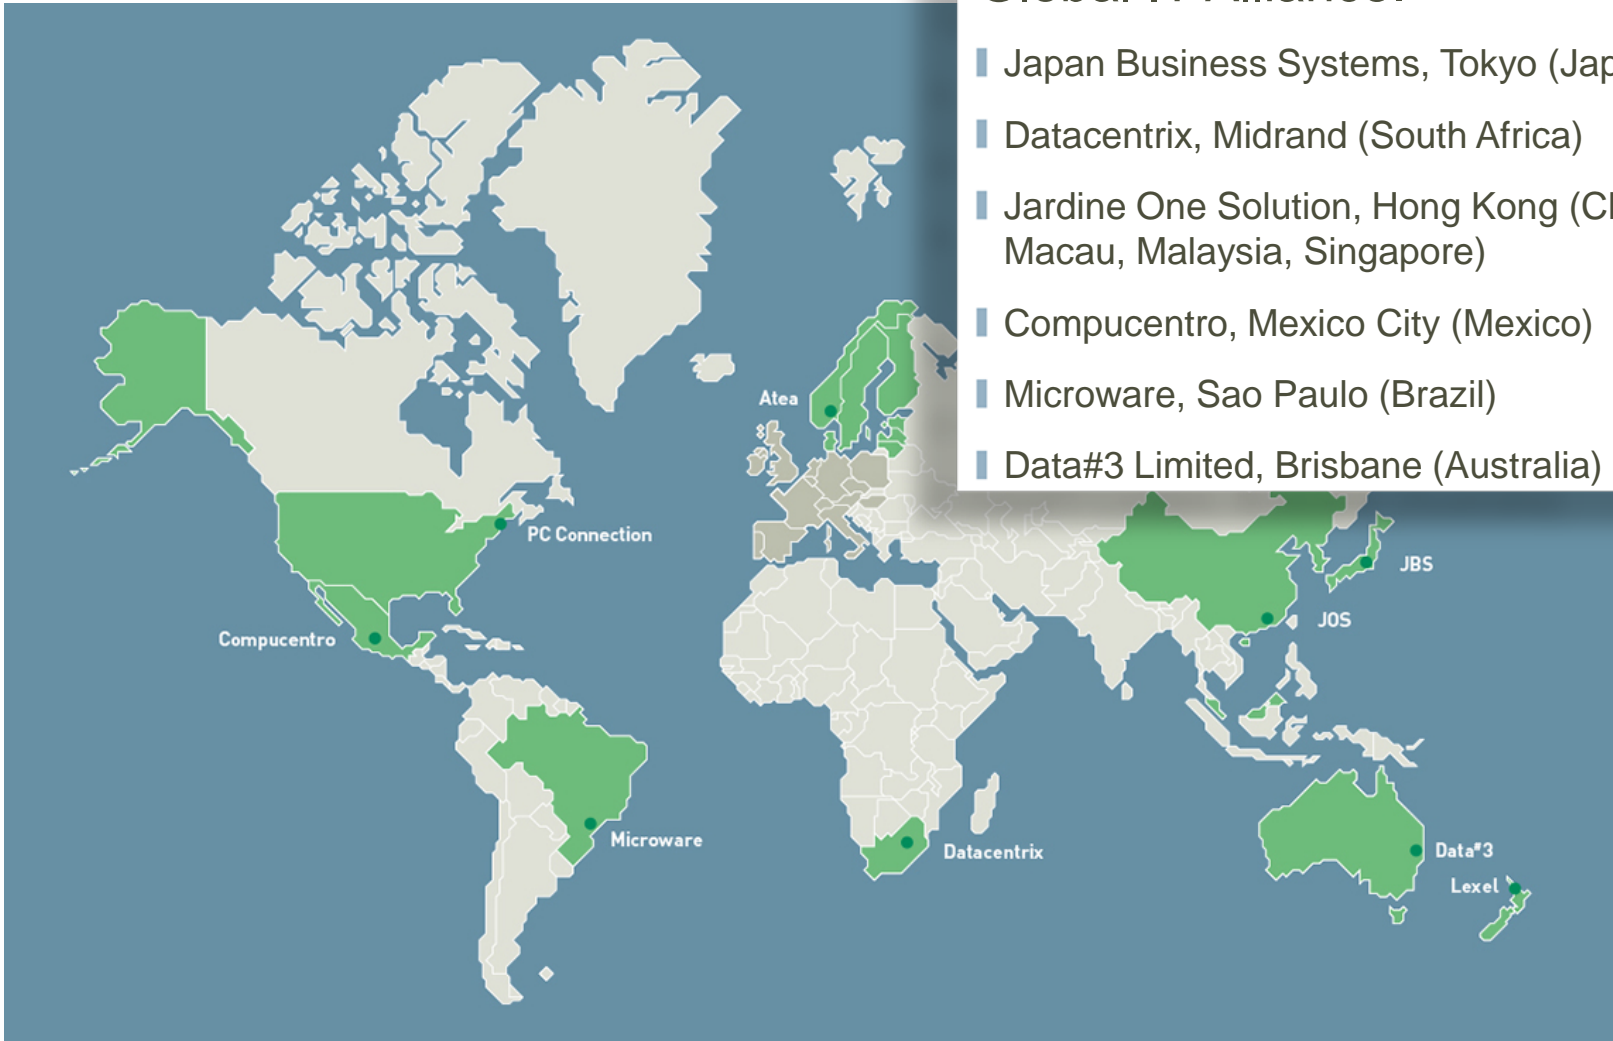 Japan Business Systems, Tokyo
Datacentrix, Midrand (South Africa)
Jardine One Solution, Hong Kong
Macau, Malaysia, Singapore)
Compucentro, Mexico City (Mexico)
Microware, Sao Paulo (Brazil)
Data#3 Limited, Brisbane (Australia)
Atea
PC Connection
JBS
JOS
Compucentro
Microware
Datacentrix
Data#3
Lexel